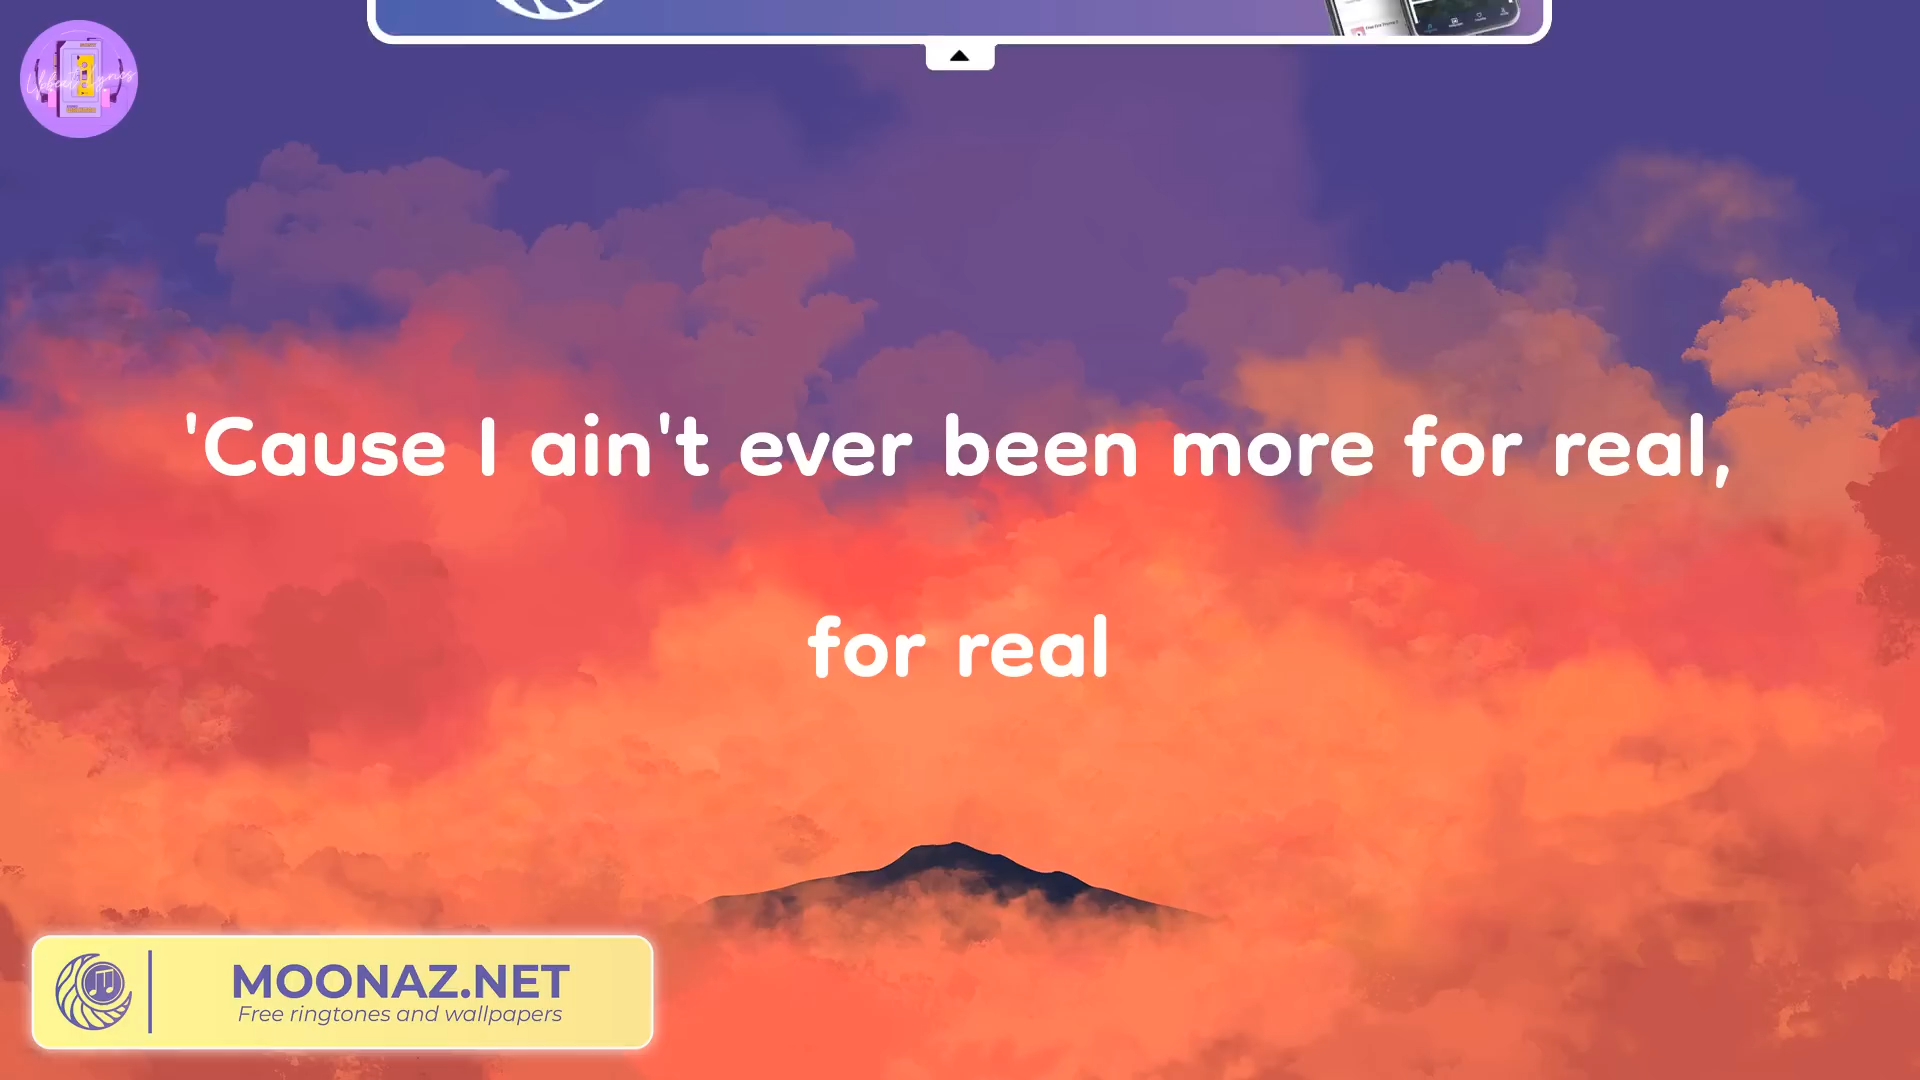 'Cause I ain't ever been more for real,
for real
MOONAZ.NET
Free ringtones and wallpapers